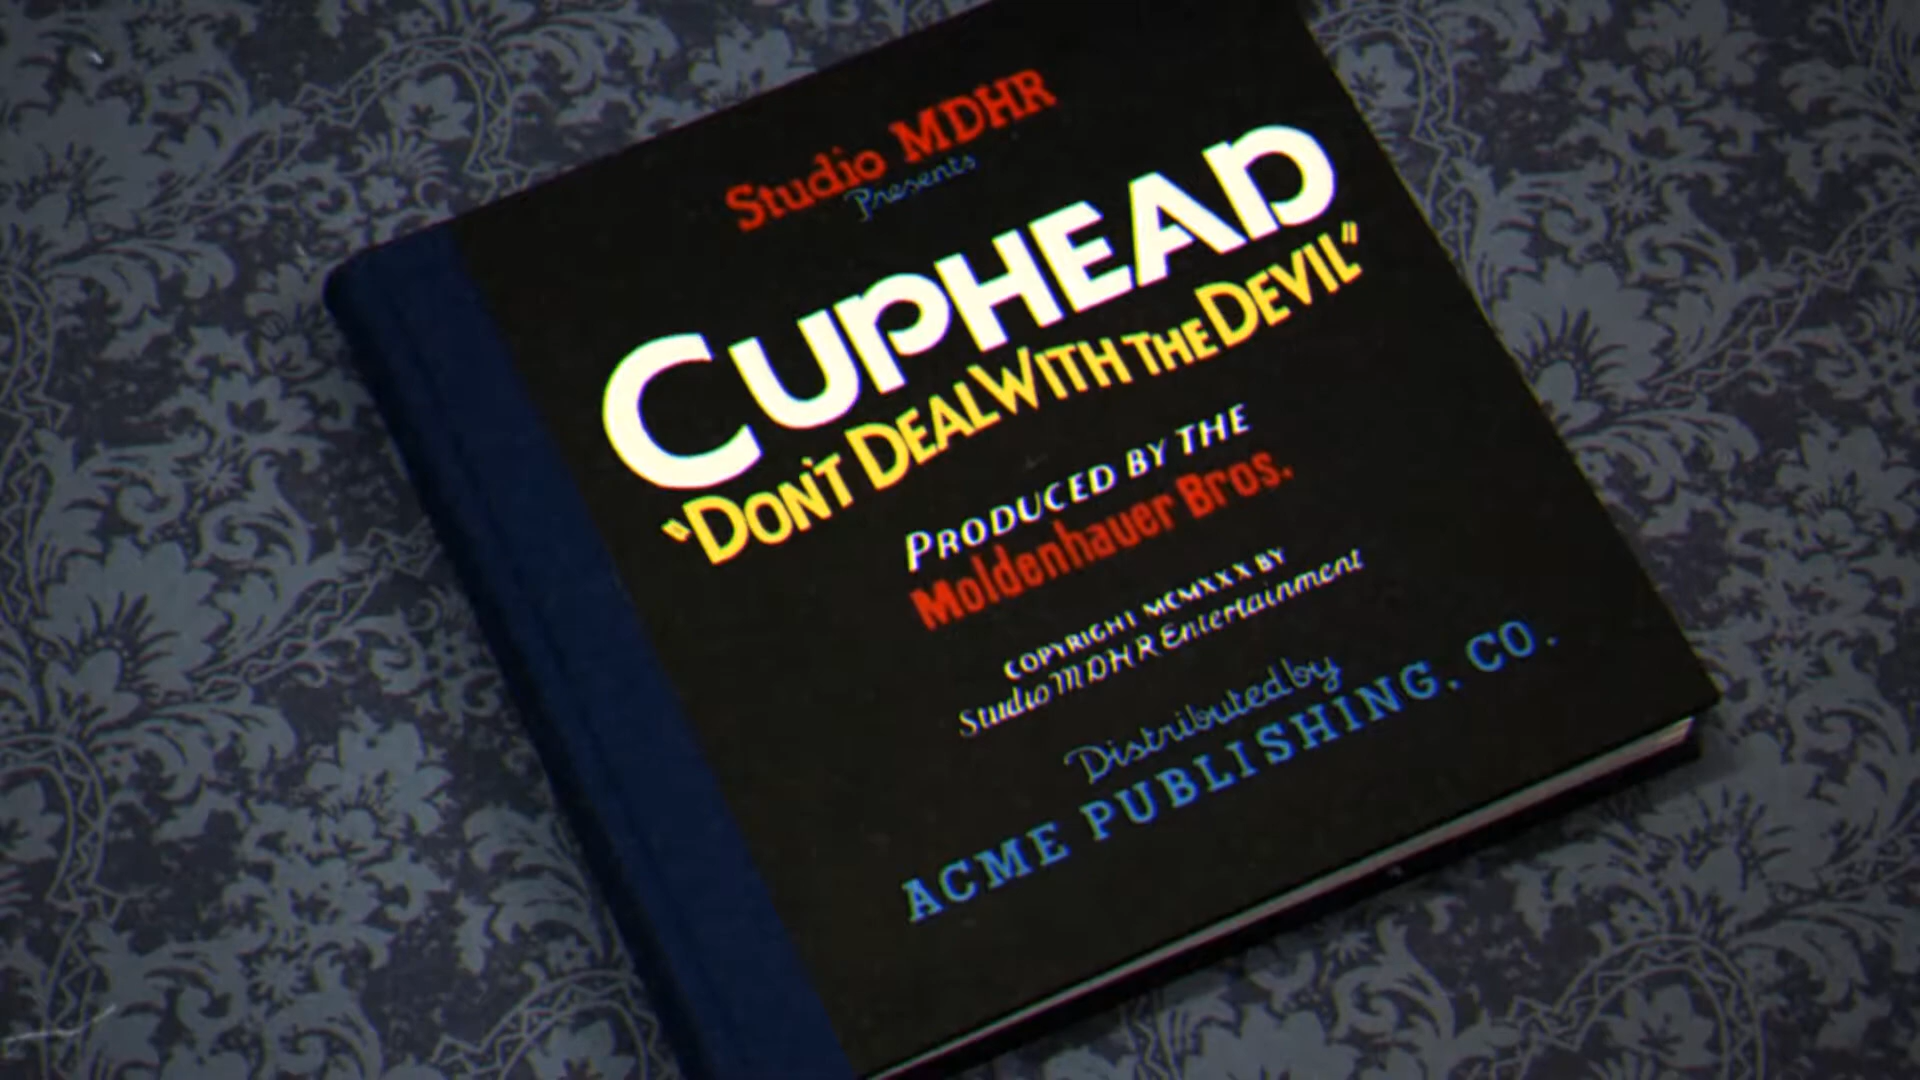 Studio MDHR
Presents
CUPHEAD
"DON'T DEAL WITH THE DEVIL"
PRODUCED BY THE
Moldenhauer Bros.
COPYRIGHT MCMXXX BY
Studio MDHR Entertainment
Distributed by
ACME PUBLISHING. CO.